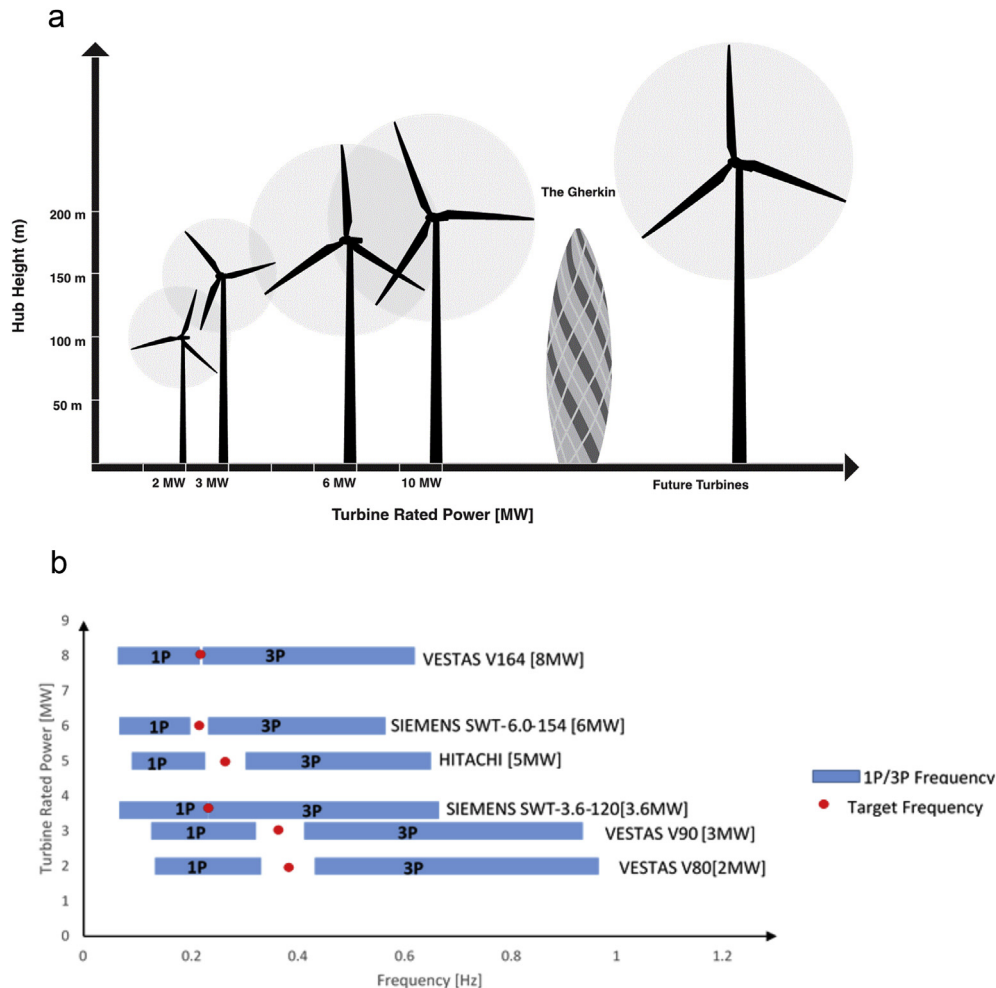 a
Hub Height (m)
200 m
150 m
100 m
50 m
The Gherkin
2 MW 3 MW 6 MW 10 MW Future Turbines
Turbine Rated Power [MW]
b
Turbine Rated Power [MW]
9
8
7
6
5
4
3
2
1
0
1P 3P VESTAS V164 [8MW]
1P 3P SIEMENS SWT-6.0-154 [6MW]
1P 3P HITACHI [5MW]
1P 3P SIEMENS SWT-3.6-120[3.6MW]
1P 3P VESTAS V90 [3MW]
1P 3P VESTAS V80[2MW]
1P/3P Frequency
Target Frequency
0 0.2 0.4 0.6 0.8 1 1.2
Frequency [Hz]